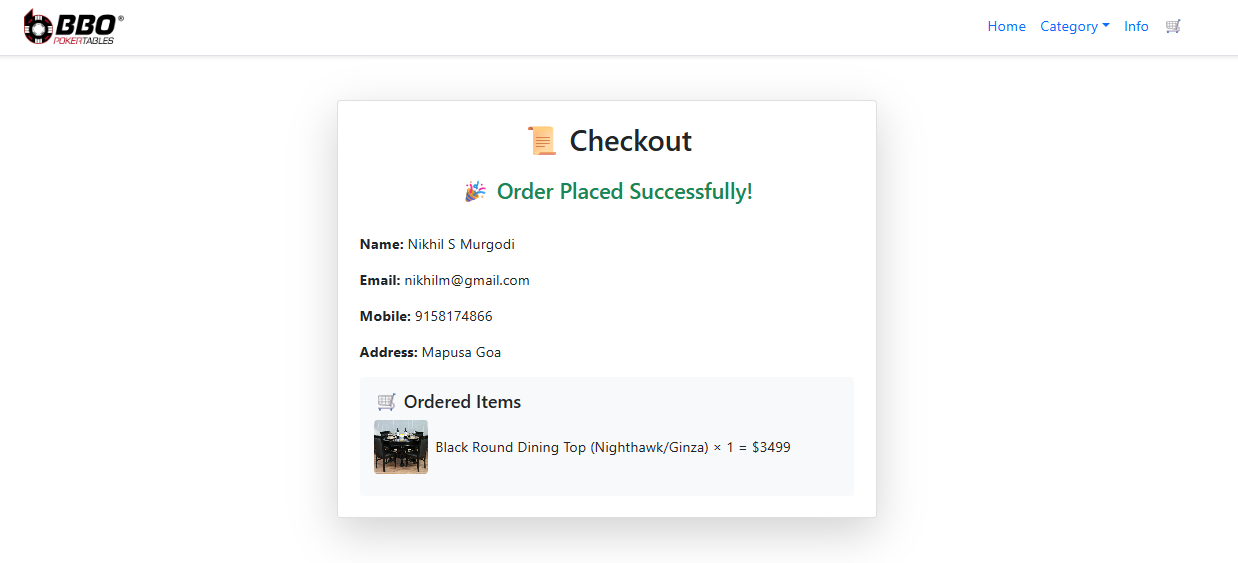 BBO®
POKERTABLES
Home Category Info
Checkout
Order Placed Successfully!
Name: Nikhil S Murgodi
Email: nikhilm@gmail.com
Mobile: 9158174866
Address: Mapusa Goa
Ordered Items
Black Round Dining Top (Nighthawk/Ginza) × 1 = $3499